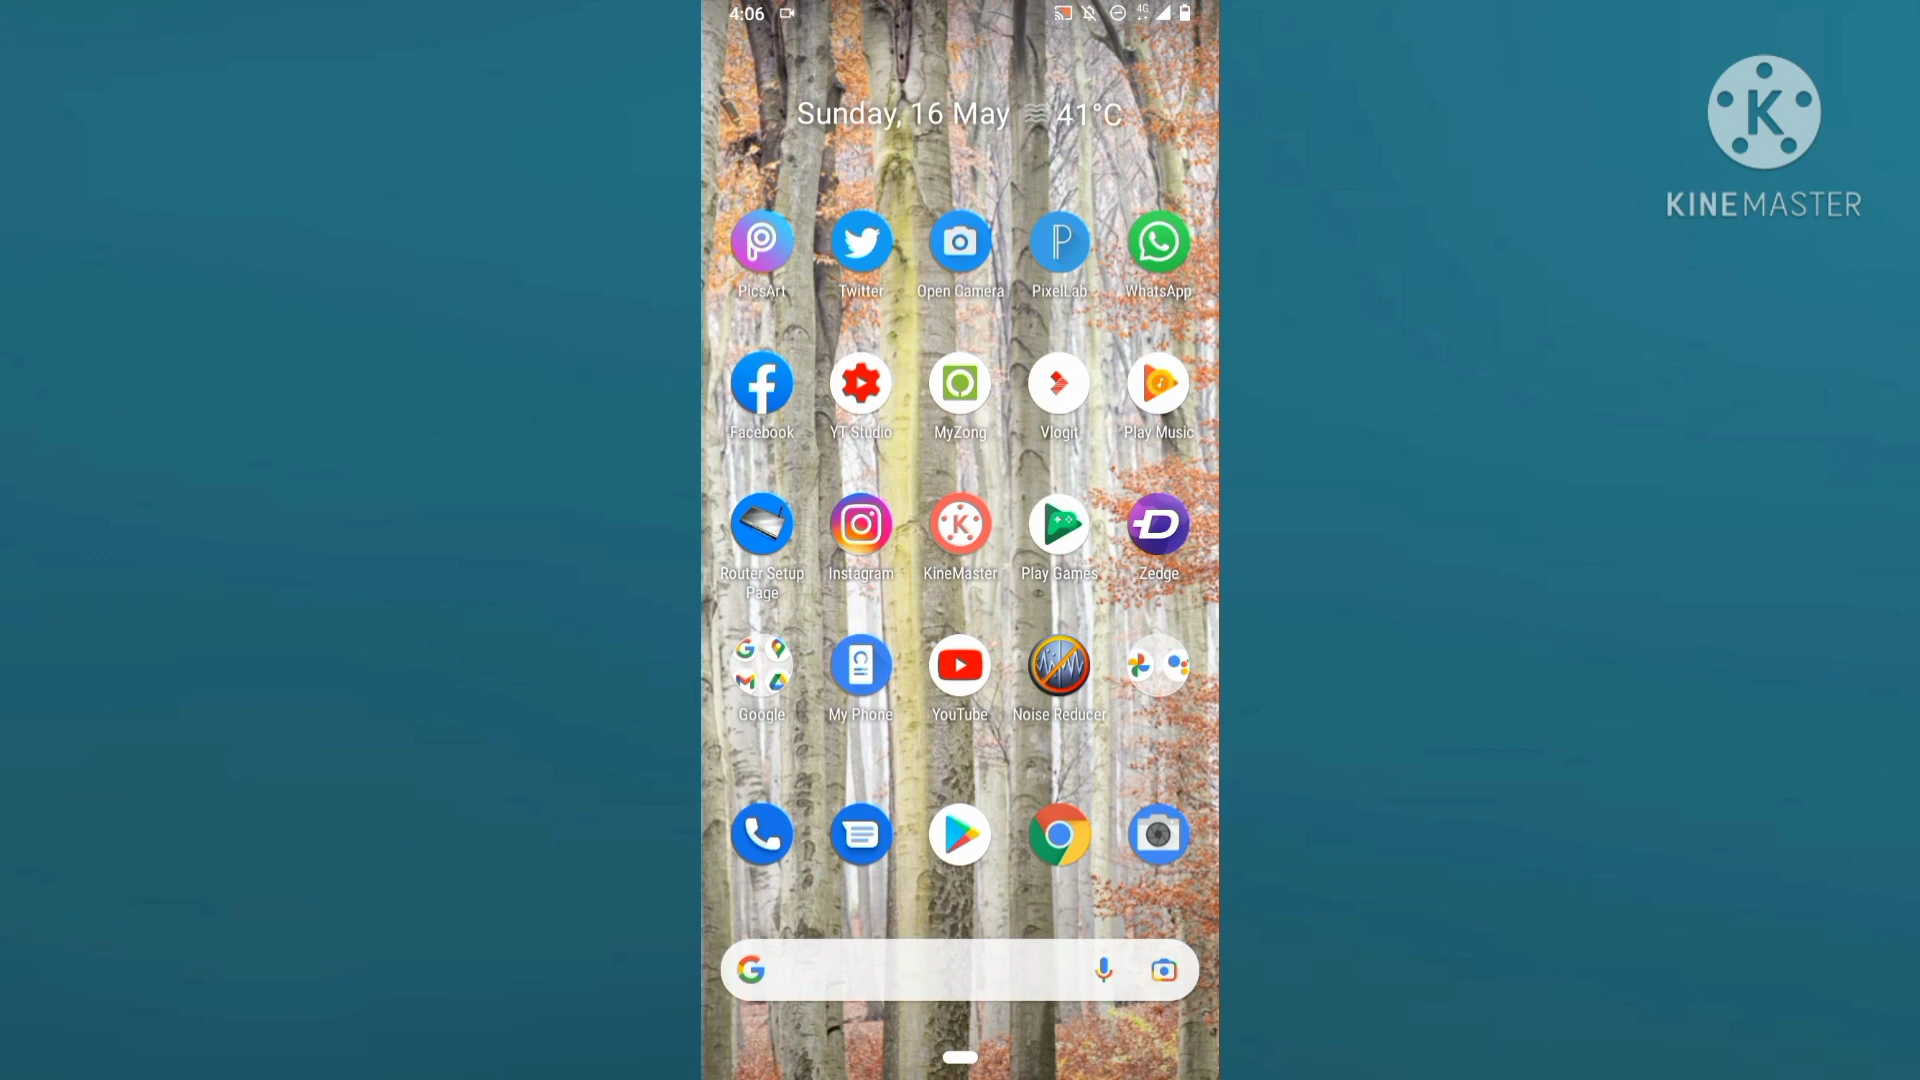 4:06
4G
Sunday, 16 May 41°C
K
KINEMASTER
PicsArt Twitter Open Camera PixelLab WhatsApp
Facebook YT Studio MyZong Vlogit Play Music
Router Setup Page Instagram KineMaster Play Games Zedge
Google My Phone YouTube Noise Reducer